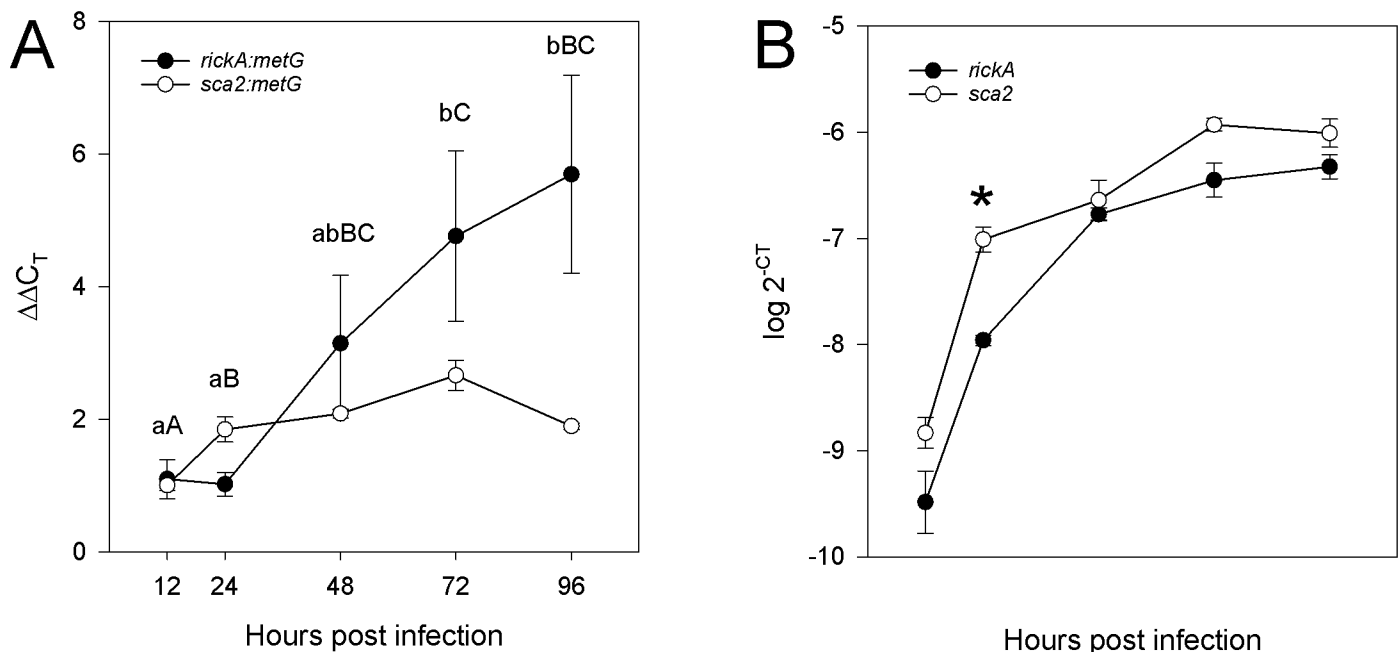 A
8
6
4
2
0
ΔΔC_T
rickA:metG
sca2:metG
aA
aB
abBC
bC
bBC
12 24 48 72 96
Hours post infection
B
-5
-6
-7
-8
-9
-10
log 2^-CT
rickA
sca2
*
Hours post infection